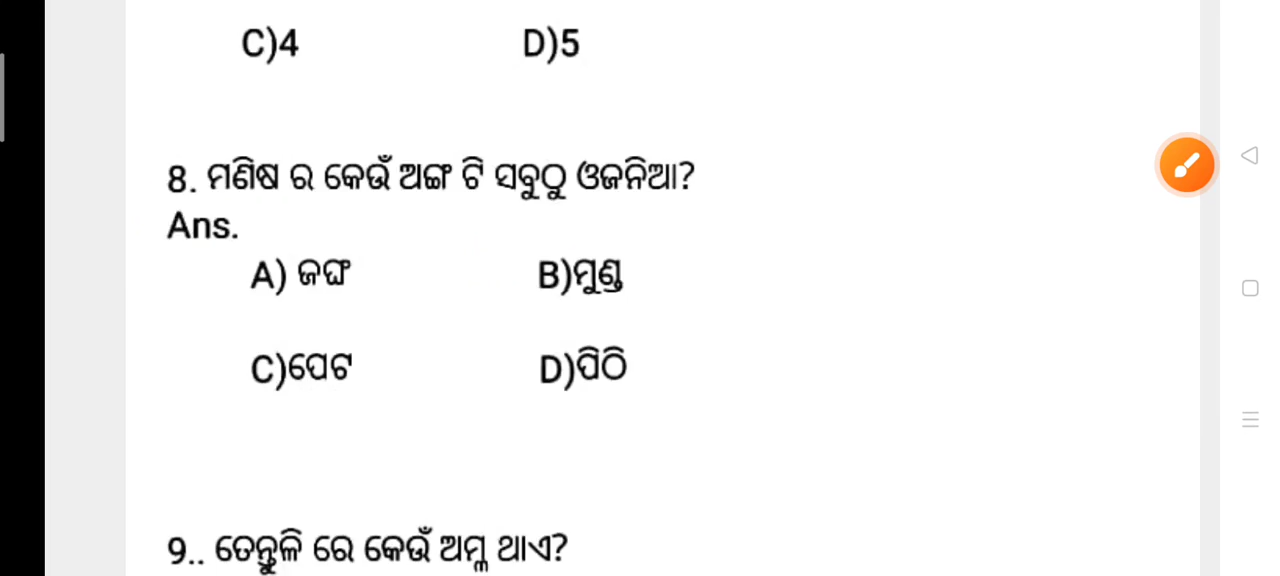 C)4 D)5
8. ମଣିଷ ର କେଉଁ ଅଙ୍ଗ ଟି ସବୁଠୁ ଓଜନିଆ?
Ans.
A) ଜଙ୍ଘ B)ମୁଣ୍ଡ
C)ପେଟ D)ପିଠି
9.. ତେନ୍ତୁଳି ରେ କେଉଁ ଅମ୍ଳ ଥାଏ?